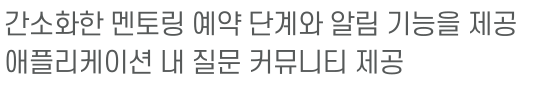 간소화한 멘토링 예약 단계와 알림 기능을 제공
애플리케이션 내 질문 커뮤니티 제공